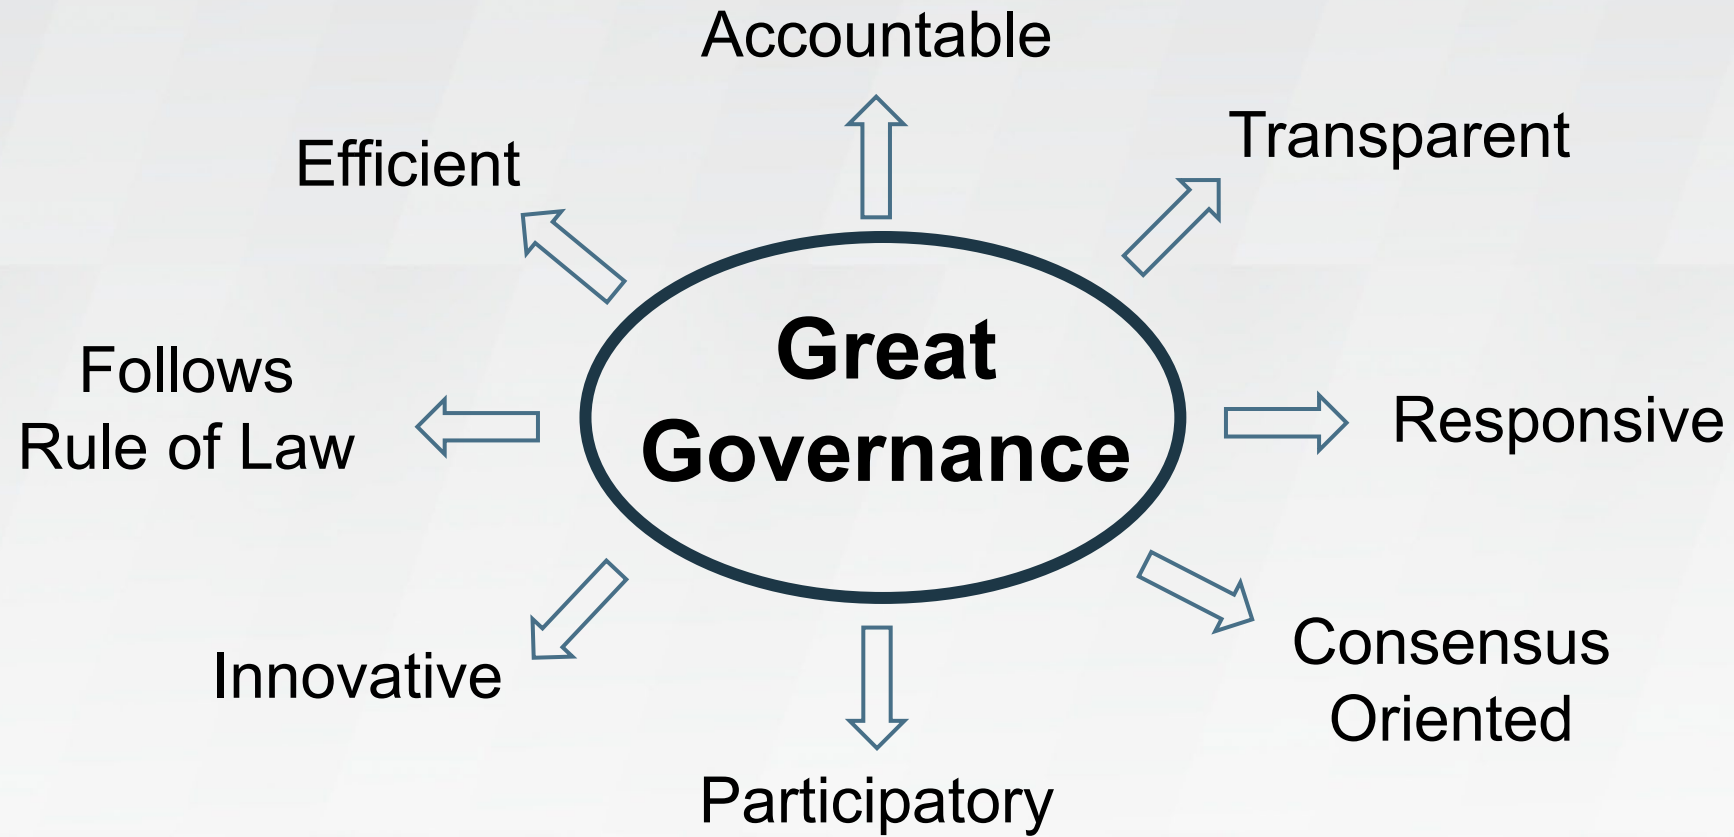 Accountable
Transparent
Efficient
Great
Governance
Follows
Rule of Law
Responsive
Innovative
Consensus
Oriented
Participatory